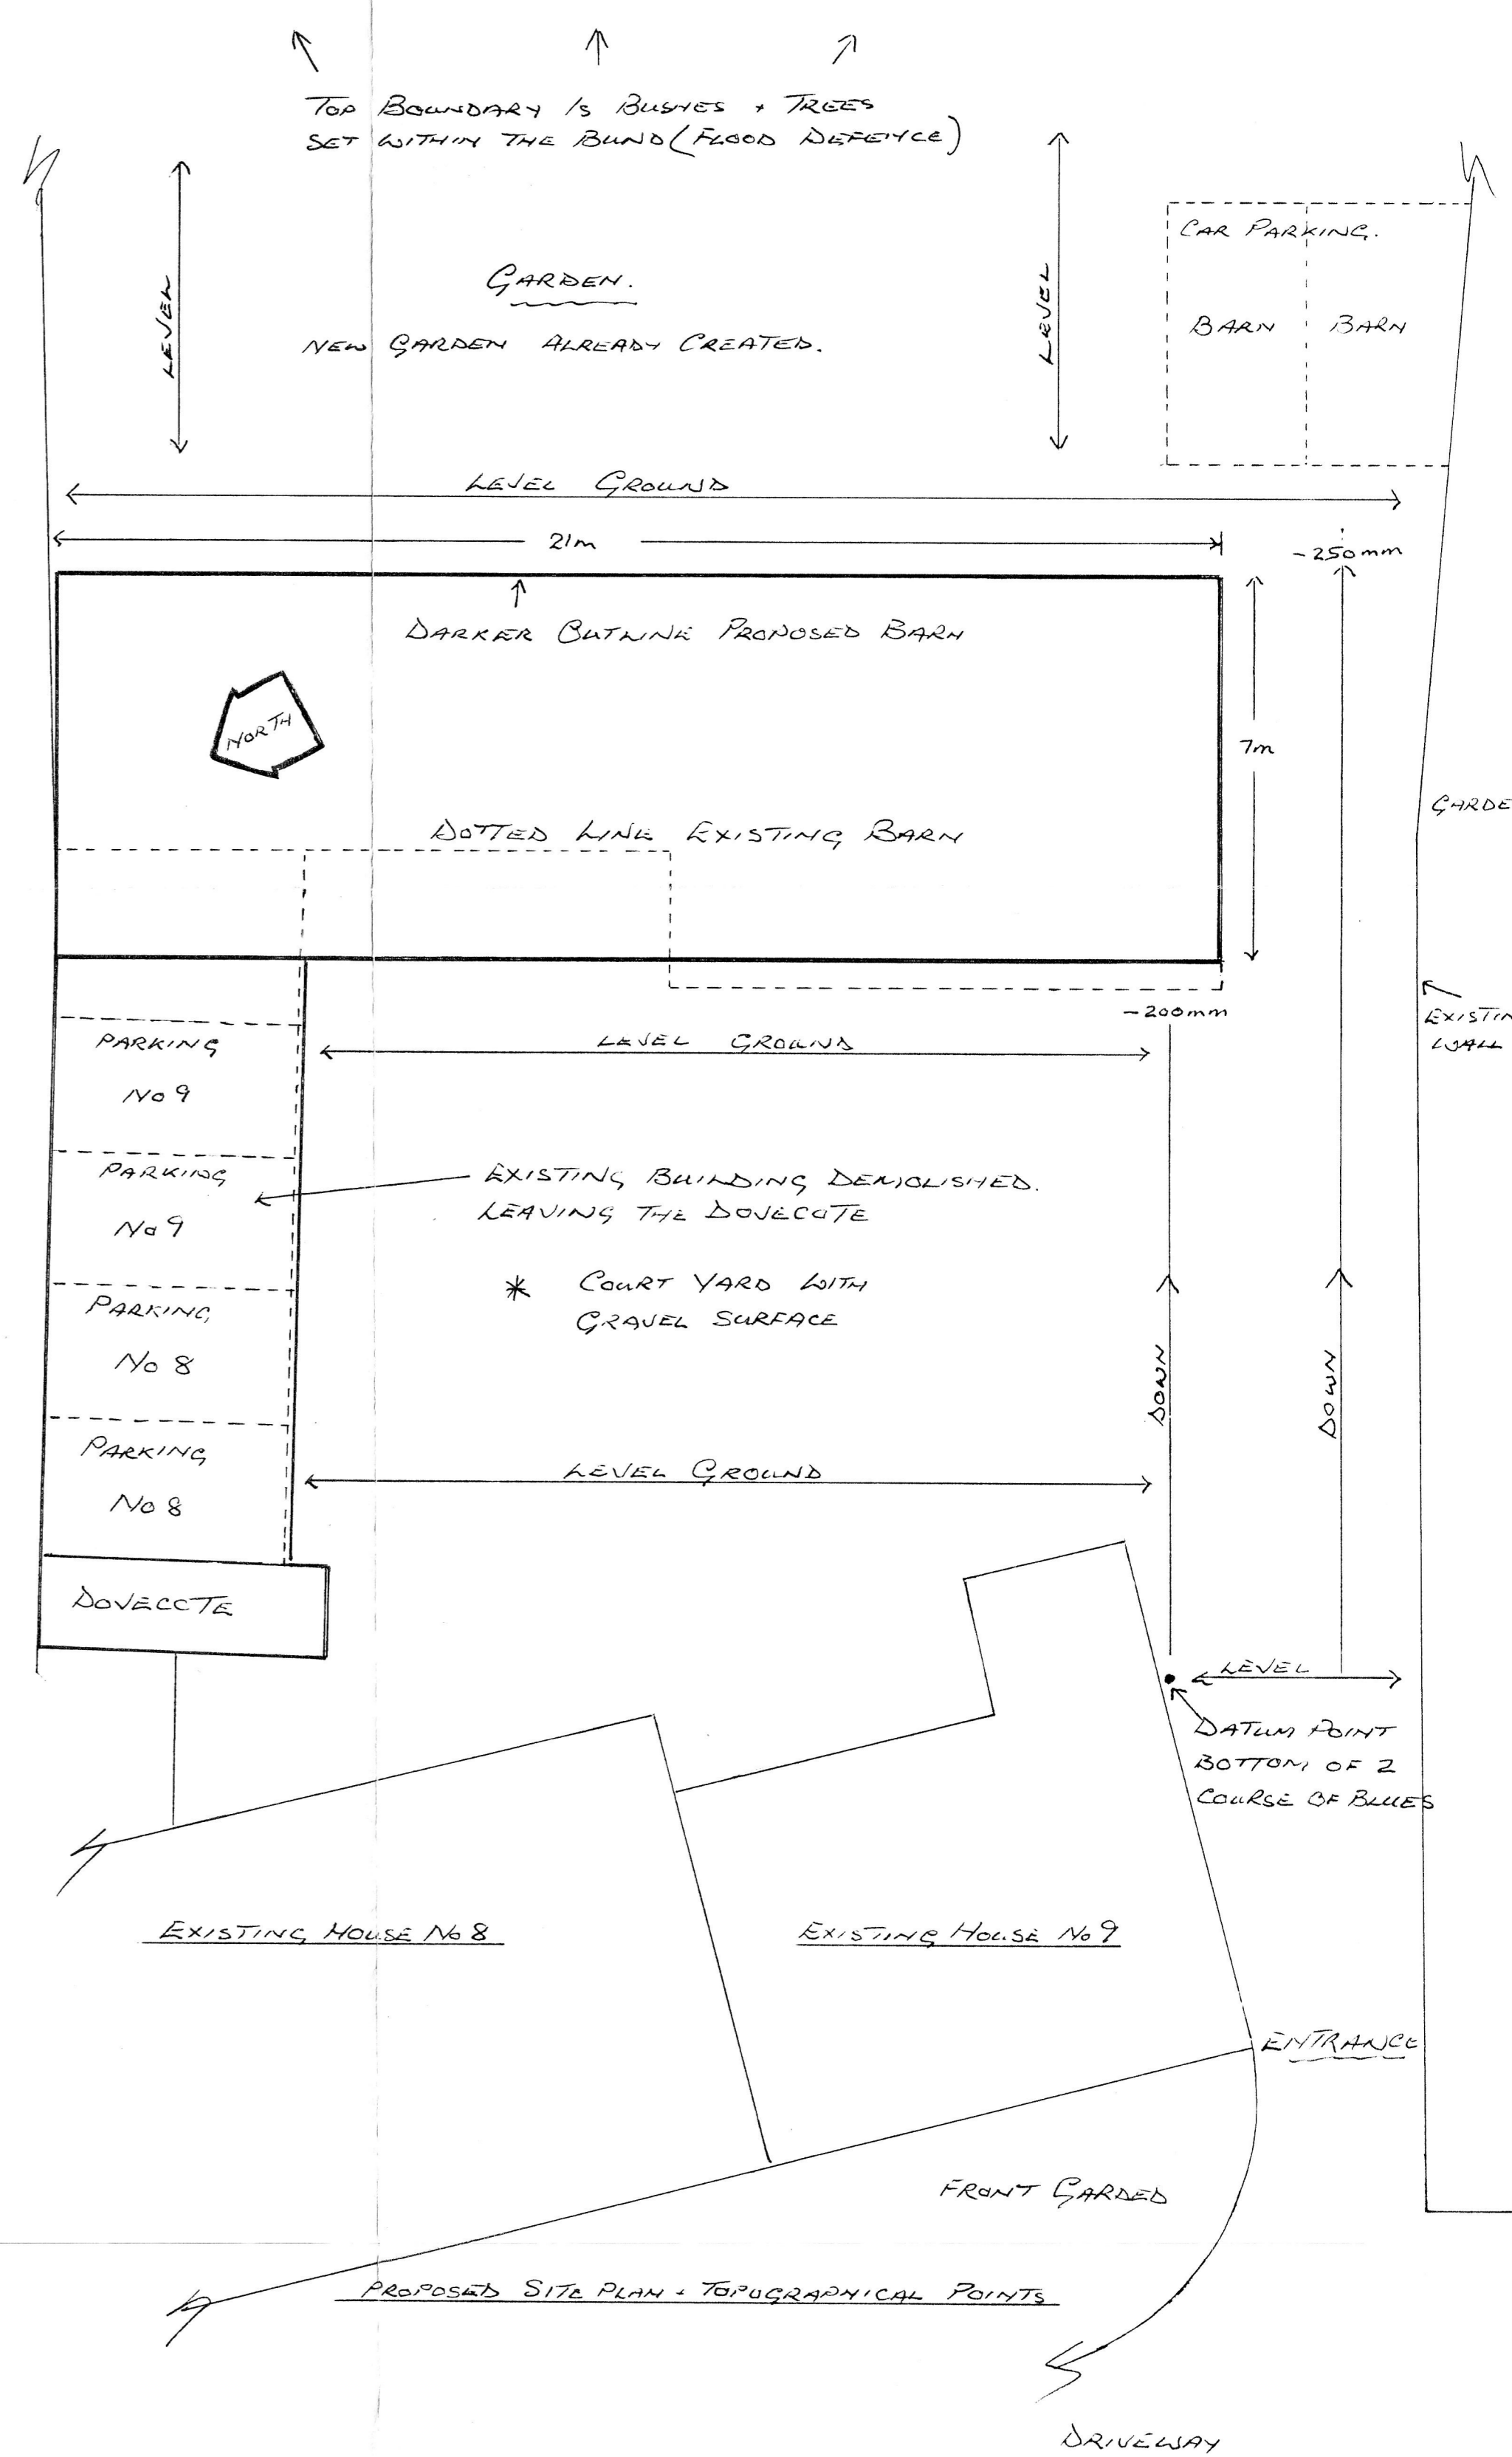 TOP BOUNDARY IS BUSHES + TREES
SET WITHIN THE BUND (FLOOD DEFENCE)
CAR PARKING.
LEVEL
GARDEN.
LEVEL
BARN BARN
NEW GARDEN ALREADY CREATED.
LEVEL GROUND
21m
-250mm
DARKER OUTLINE PROPOSED BARN
NORTH
7m
GARDE
DOTTED LINE EXISTING BARN
-200mm
EXISTIN
WALL
PARKING
No 9
LEVEL GROUND
PARKING
No 9
EXISTING BUILDING DEMOLISHED.
LEAVING THE DOVECOTE
* COURT YARD WITH
GRAVEL SURFACE
PARKING
No 8
DOWN
DOWN
PARKING
No 8
LEVEL GROUND
DOVECOTE
LEVEL
DATUM POINT
BOTTOM OF 2
COURSE OF BLUES
EXISTING HOUSE No 8
EXISTING HOUSE No 9
ENTRANCE
FRONT GARDED
PROPOSED SITE PLAN + TOPOGRAPHICAL POINTS
DRIVEWAY